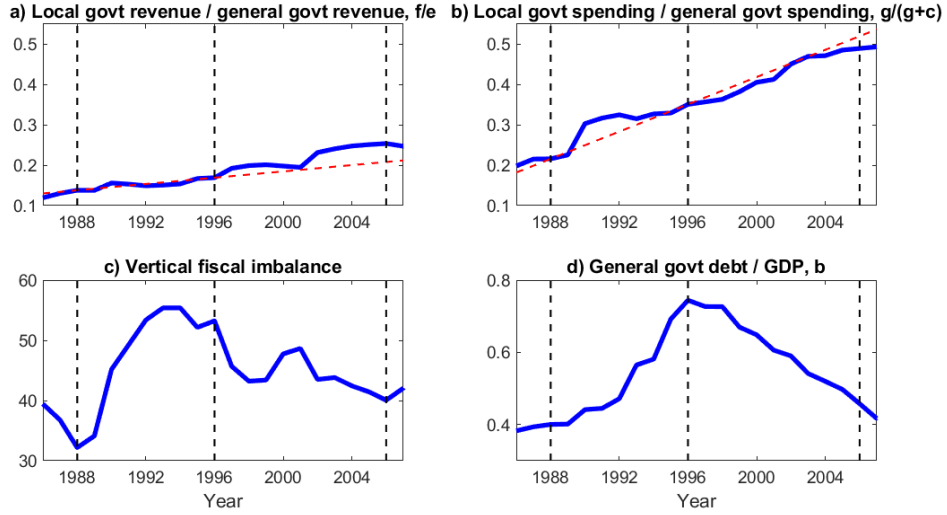 a) Local govt revenue / general govt revenue, f/e
0.5
0.4
0.3
0.2
0.1
1988 1992 1996 2000 2004
b) Local govt spending / general govt spending, g/(g+c)
0.5
0.4
0.3
0.2
0.1
1988 1992 1996 2000 2004
c) Vertical fiscal imbalance
60
50
40
30
1988 1992 1996 2000 2004
Year
d) General govt debt / GDP, b
0.8
0.6
0.4
1988 1992 1996 2000 2004
Year